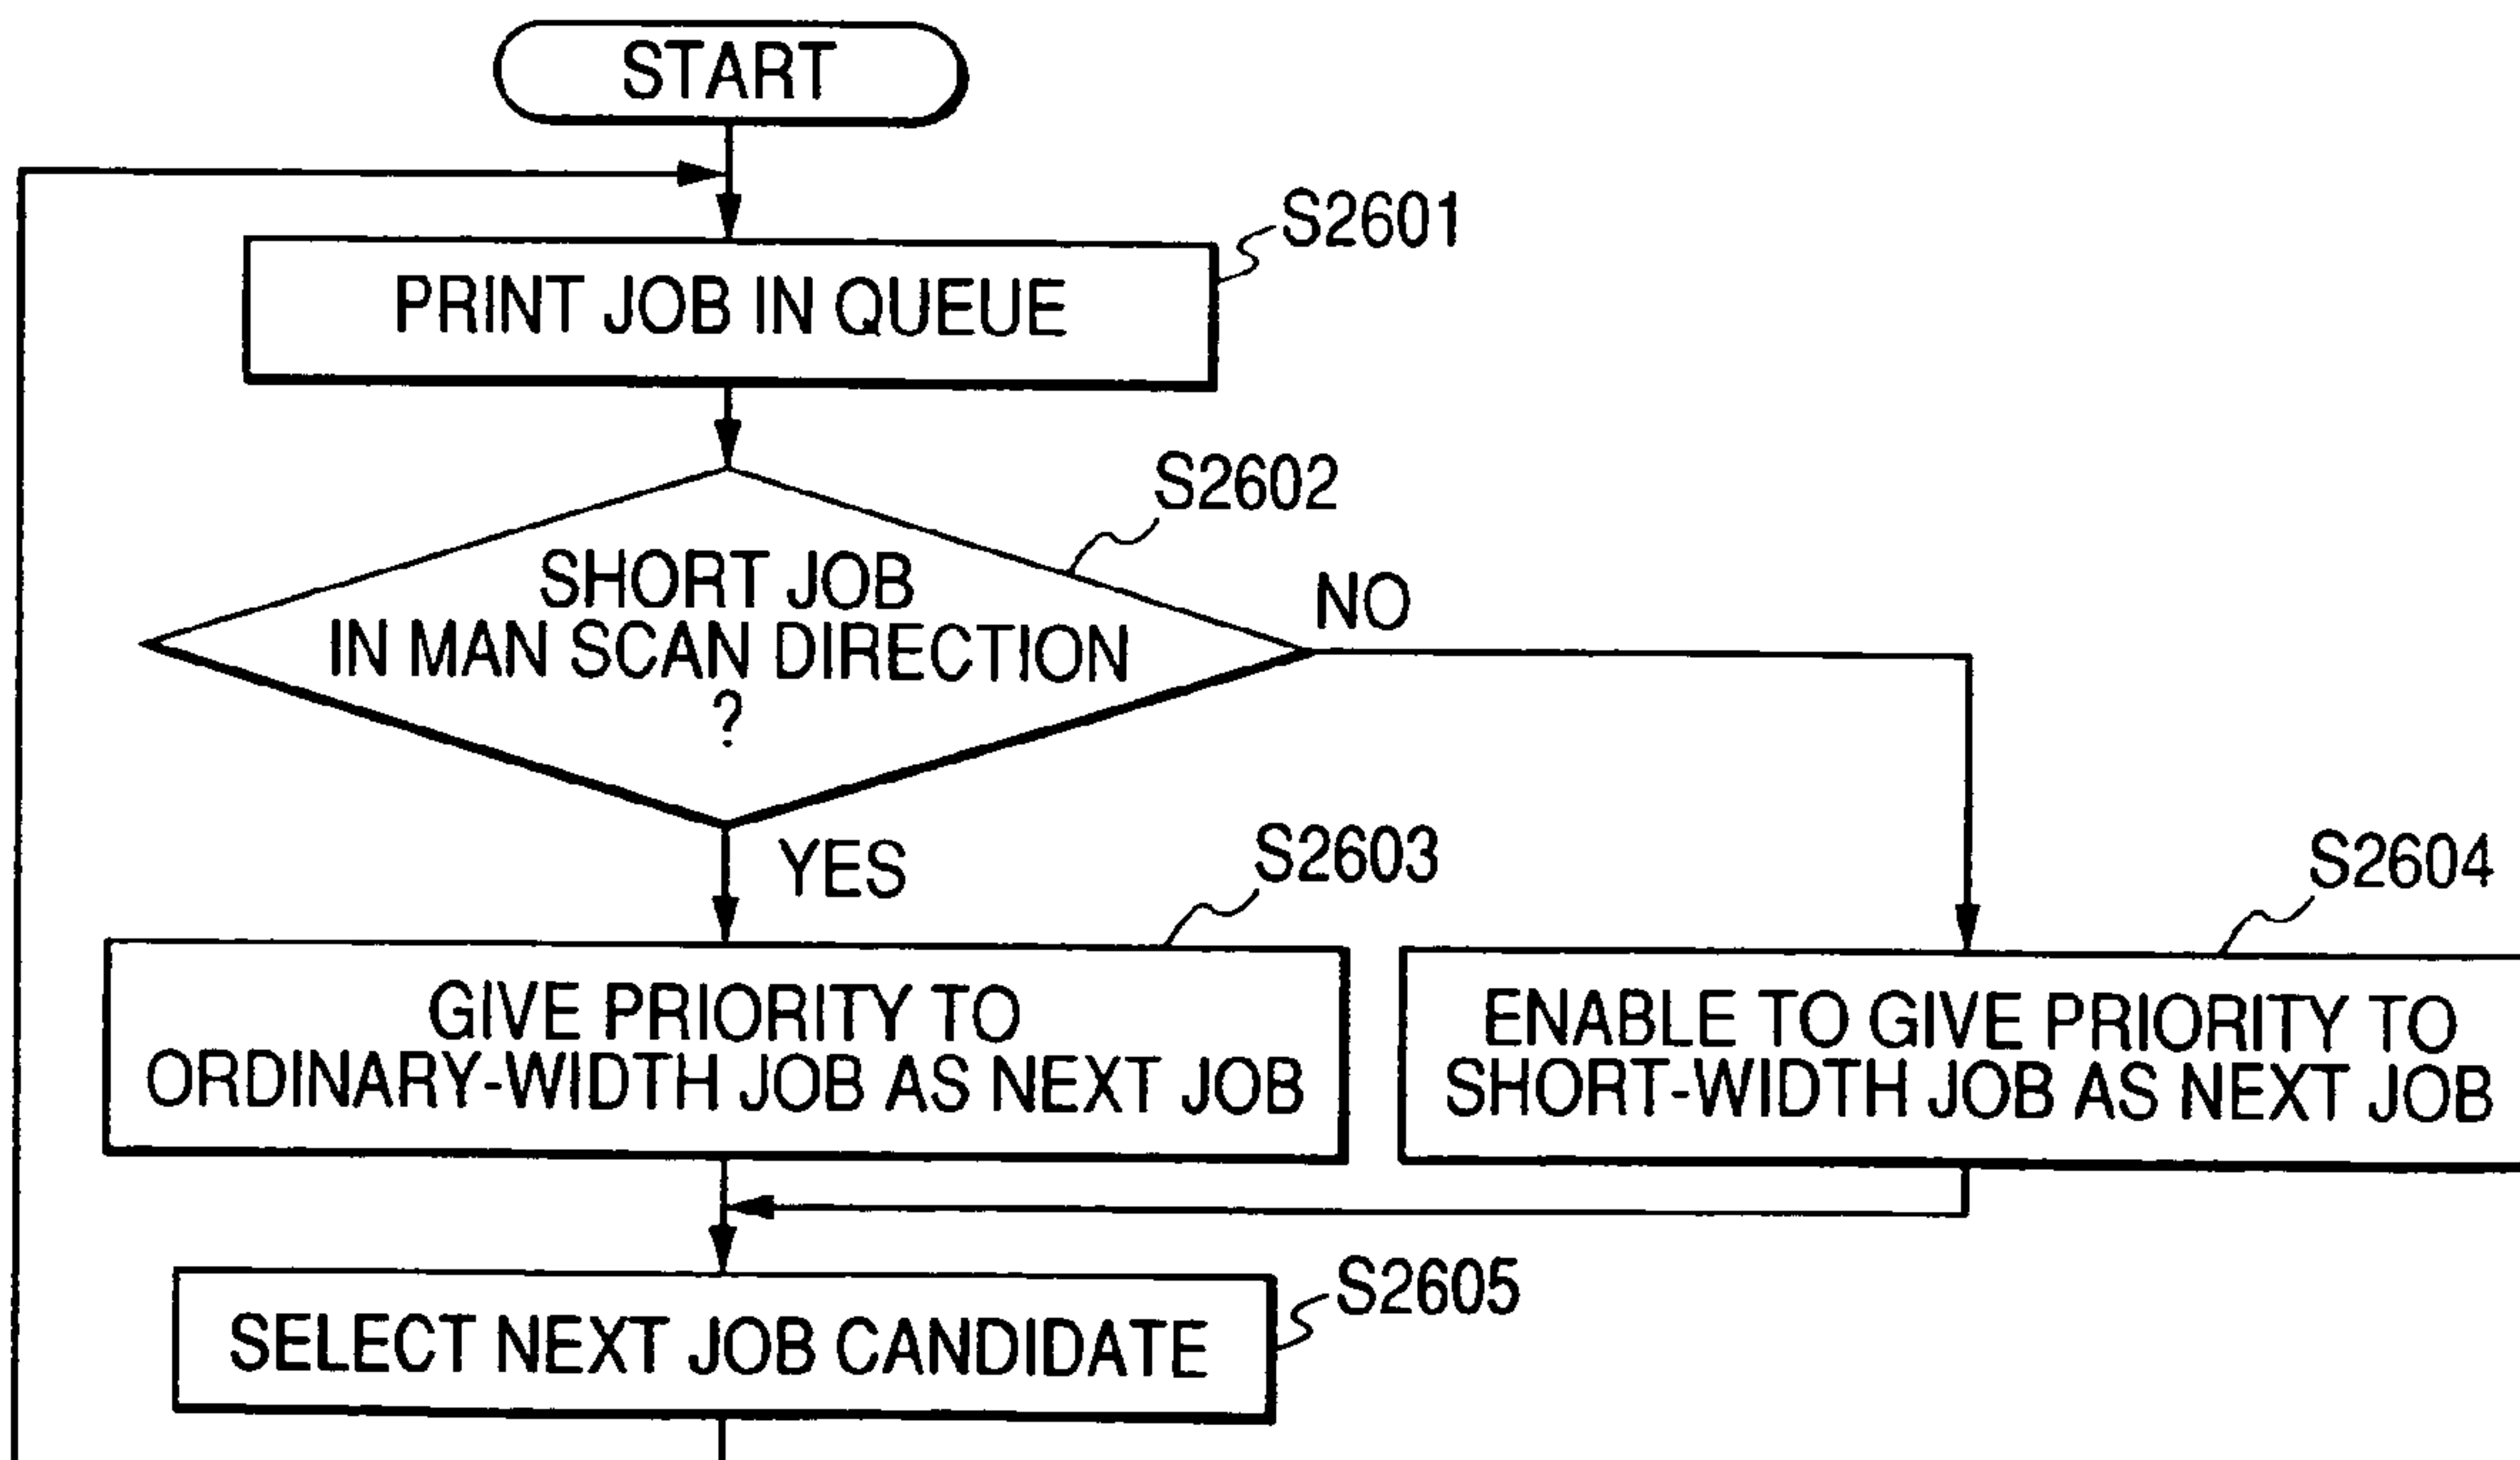 START
S2601
PRINT JOB IN QUEUE
S2602
SHORT JOB
IN MAN SCAN DIRECTION
?
NO
YES
S2603
S2604
GIVE PRIORITY TO
ORDINARY-WIDTH JOB AS NEXT JOB
ENABLE TO GIVE PRIORITY TO
SHORT-WIDTH JOB AS NEXT JOB
S2605
SELECT NEXT JOB CANDIDATE